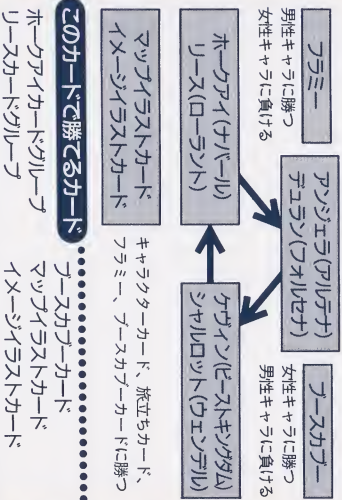 フラミー
男性キャラに勝つ
女性キャラに負ける
アンジェラ(アルテナ)
デュラン(フォルセナ)
ブースカブー
女性キャラに勝つ
男性キャラに負ける
ホークアイ(ナバール)
リース(ローラント)
ケヴィン(ビーストキングダム)
シャルロット(ウェンデル)
マップイラストカード
イメージイラストカード
キャラクターカード、旅立ちカード、
フラミー、ブースカブーカードに勝つ
このカードで勝てるカード
ホークアイカードグループ
リースカードグループ
ブースカブーカード
マップイラストカード
イメージイラストカード